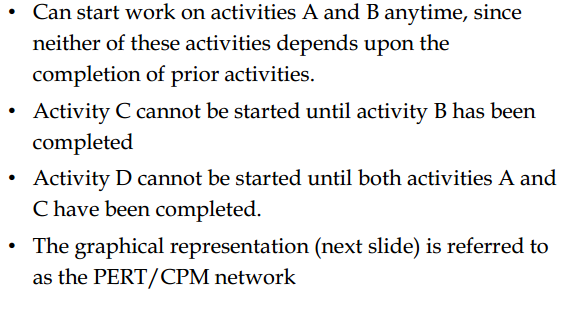 • Can start work on activities A and B anytime, since
neither of these activities depends upon the
completion of prior activities.
• Activity C cannot be started until activity B has been
completed
• Activity D cannot be started until both activities A and
C have been completed.
• The graphical representation (next slide) is referred to
as the PERT/CPM network